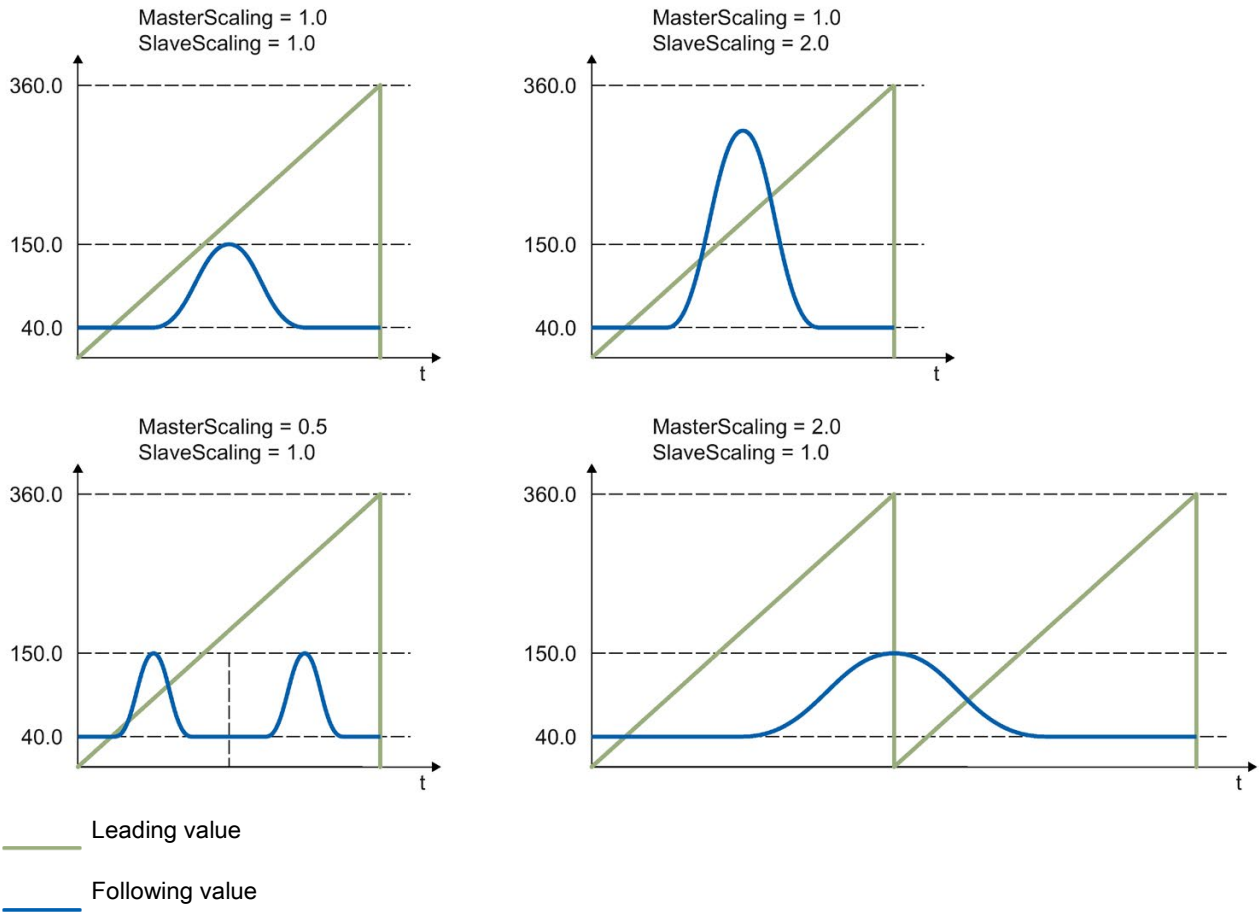 MasterScaling = 1.0
SlaveScaling = 1.0
360.0
150.0
40.0
t
MasterScaling = 1.0
SlaveScaling = 2.0
360.0
150.0
40.0
t
MasterScaling = 0.5
SlaveScaling = 1.0
360.0
150.0
40.0
t
MasterScaling = 2.0
SlaveScaling = 1.0
360.0
150.0
40.0
t
Leading value
Following value